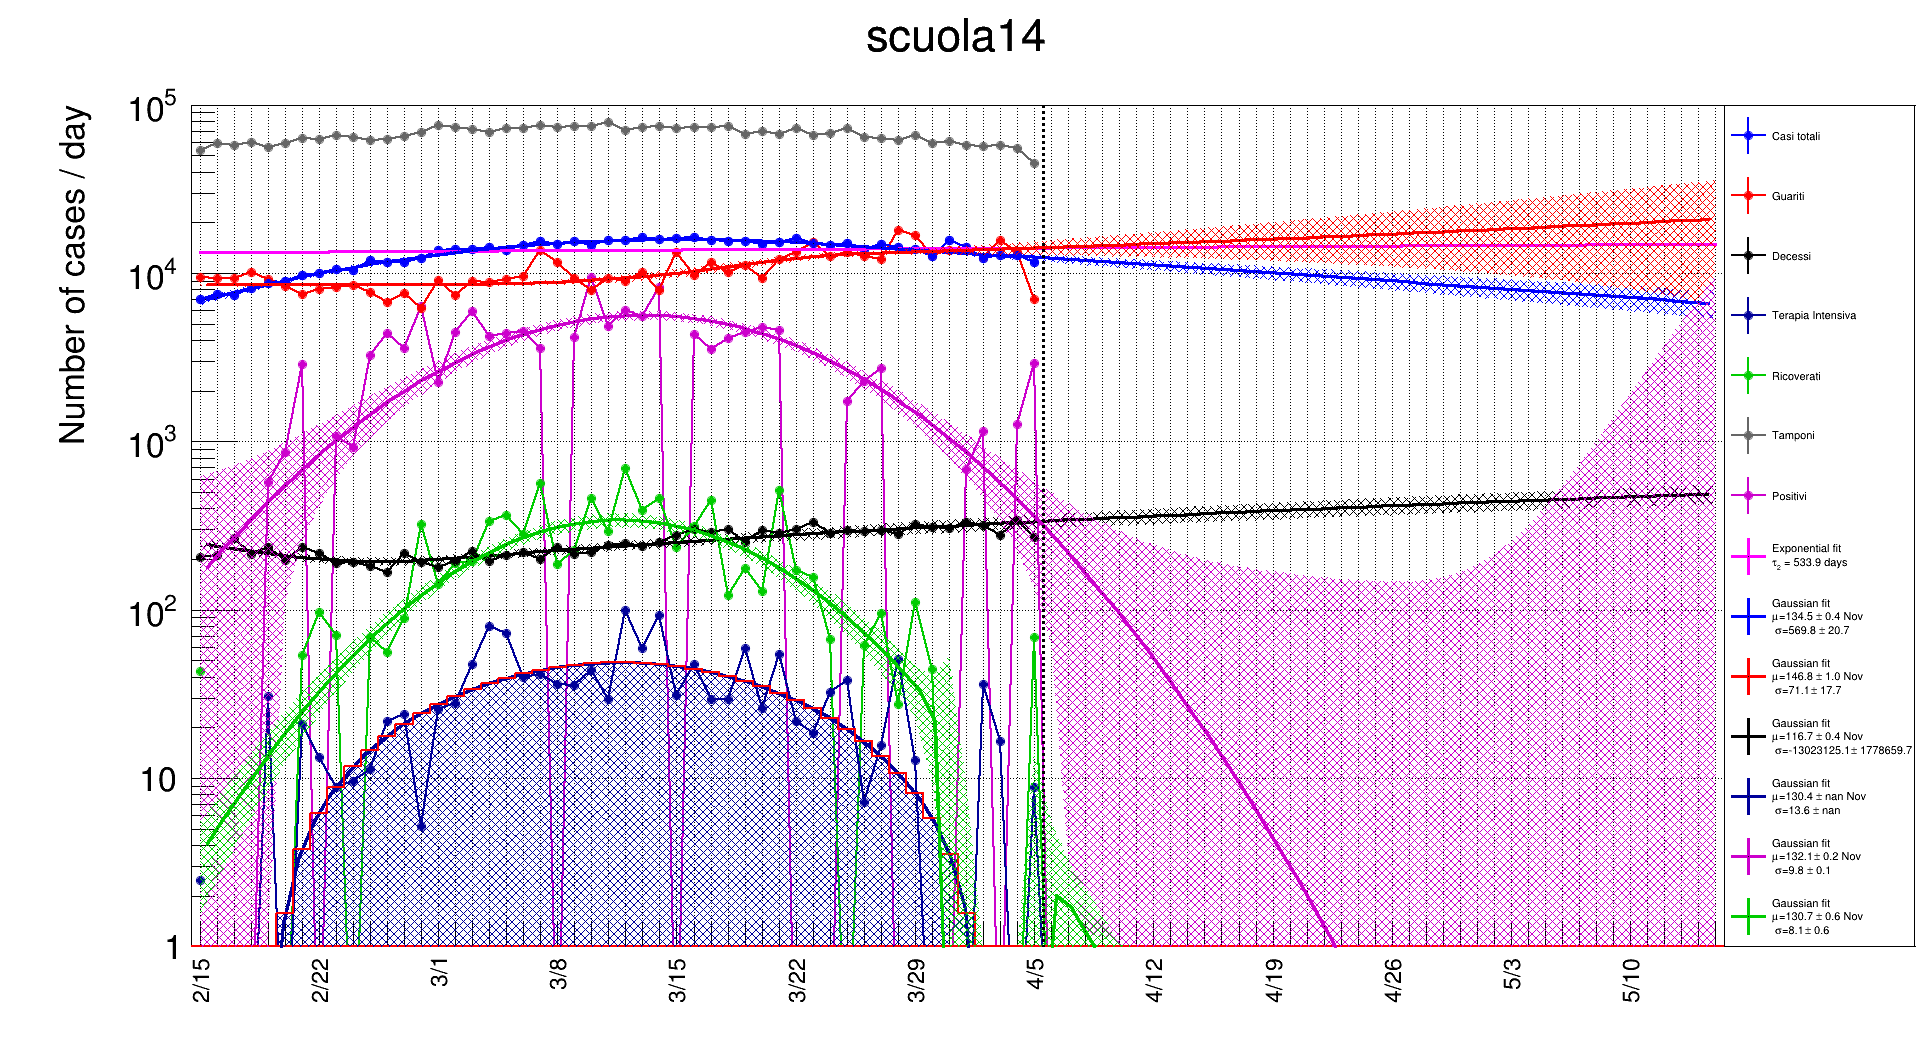 scuola14
Number of cases / day
10^5
10^4
10^3
10^2
10
1
2/15
2/22
3/1
3/8
3/15
3/22
3/29
4/5
4/12
4/19
4/26
5/3
5/10
Casi totali
Guariti
Decessi
Terapia Intensiva
Ricoverati
Tamponi
Positivi
Exponential fit
τ₂ = 533.9 days
Gaussian fit
μ=134.5 ± 0.4 Nov
σ=569.8 ± 20.7
Gaussian fit
μ=146.8 ± 1.0 Nov
σ=71.1 ± 17.7
Gaussian fit
μ=116.7 ± 0.4 Nov
σ=-13023125.1 ± 1778659.7
Gaussian fit
μ=130.4 ± nan Nov
σ=13.6 ± nan
Gaussian fit
μ=132.1 ± 0.2 Nov
σ=9.8 ± 0.1
Gaussian fit
μ=130.7 ± 0.6 Nov
σ=8.1 ± 0.6